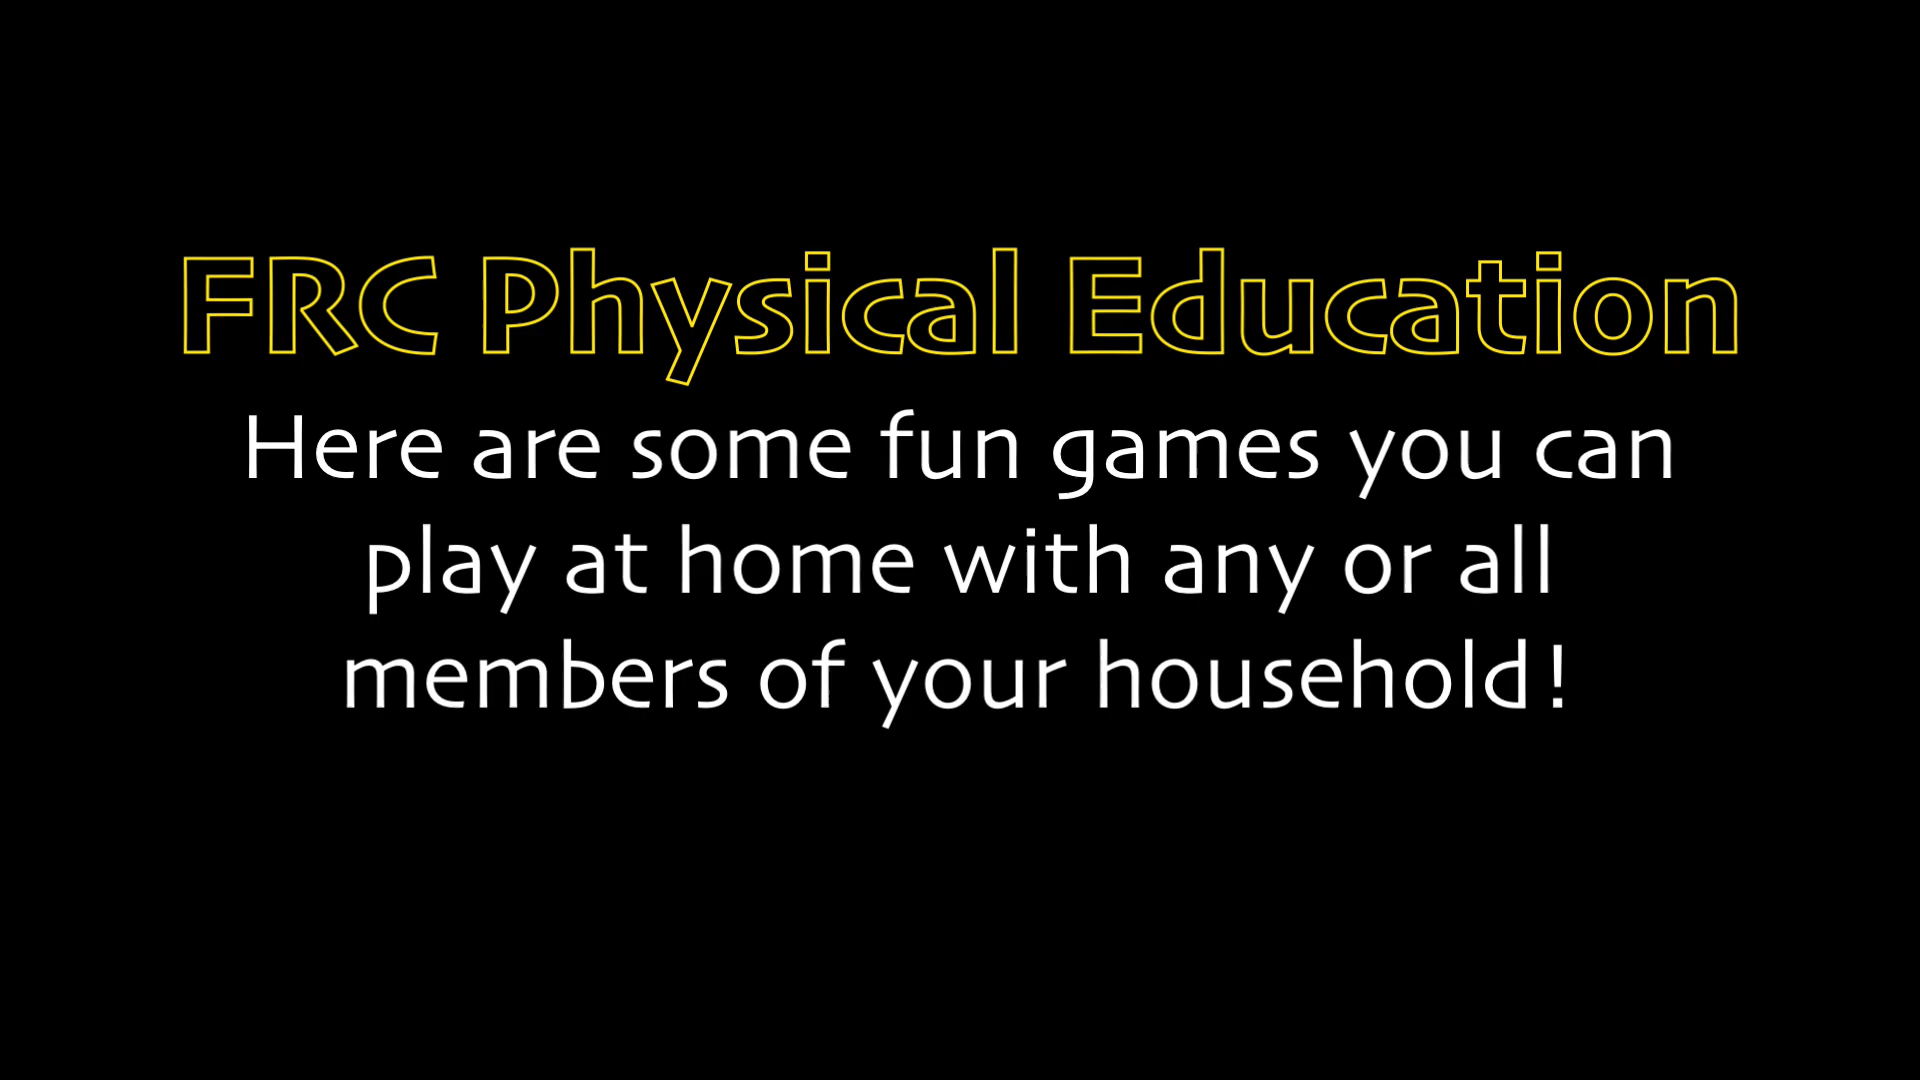 FRC Physical Education
Here are some fun games you can
play at home with any or all
members of your household!